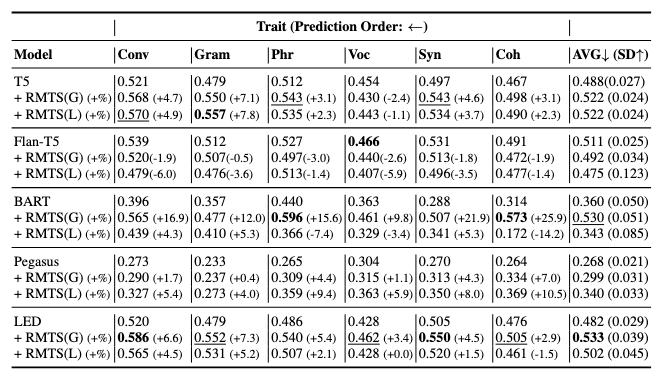 Trait (Prediction Order: ←)
Model Conv Gram Phr Voc Syn Coh AVG↓ (SD↑)
T5 0.521 0.479 0.512 0.454 0.497 0.467 0.488(0.027)
+ RMTS(G) (+%) 0.568 (+4.7) 0.550 (+7.1) 0.543 (+3.1) 0.430 (-2.4) 0.543 (+4.6) 0.498 (+3.1) 0.522 (0.024)
+ RMTS(L) (+%) 0.570 (+4.9) 0.557 (+7.8) 0.535 (+2.3) 0.443 (-1.1) 0.534 (+3.7) 0.490 (+2.3) 0.522 (0.024)
Flan-T5 0.539 0.512 0.527 0.466 0.531 0.491 0.511 (0.025)
+ RMTS(G) (+%) 0.520(-1.9) 0.507(-0.5) 0.497(-3.0) 0.440(-2.6) 0.513(-1.8) 0.472(-1.9) 0.492 (0.034)
+ RMTS(L) (+%) 0.479(-6.0) 0.476(-3.6) 0.513(-1.4) 0.407(-5.9) 0.496(-3.5) 0.477(-1.4) 0.475 (0.123)
BART 0.396 0.357 0.440 0.363 0.288 0.314 0.360 (0.050)
+ RMTS(G) (+%) 0.565 (+16.9) 0.477 (+12.0) 0.596 (+15.6) 0.461 (+9.8) 0.507 (+21.9) 0.573 (+25.9) 0.530 (0.051)
+ RMTS(L) (+%) 0.439 (+4.3) 0.410 (+5.3) 0.366 (-7.4) 0.329 (-3.4) 0.341 (+5.3) 0.172 (-14.2) 0.343 (0.085)
Pegasus 0.273 0.233 0.265 0.304 0.270 0.264 0.268 (0.021)
+ RMTS(G) (+%) 0.290 (+1.7) 0.237 (+0.4) 0.309 (+4.4) 0.315 (+1.1) 0.313 (+4.3) 0.334 (+7.0) 0.299 (0.031)
+ RMTS(L) (+%) 0.327 (+5.4) 0.273 (+4.0) 0.359 (+9.4) 0.363 (+5.9) 0.350 (+8.0) 0.369 (+10.5) 0.340 (0.033)
LED 0.520 0.479 0.486 0.428 0.505 0.476 0.482 (0.029)
+ RMTS(G) (+%) 0.586 (+6.6) 0.552 (+7.3) 0.540 (+5.4) 0.462 (+3.4) 0.550 (+4.5) 0.505 (+2.9) 0.533 (0.039)
+ RMTS(L) (+%) 0.565 (+4.5) 0.531 (+5.2) 0.507 (+2.1) 0.428 (+0.0) 0.520 (+1.5) 0.461 (-1.5) 0.502 (0.045)